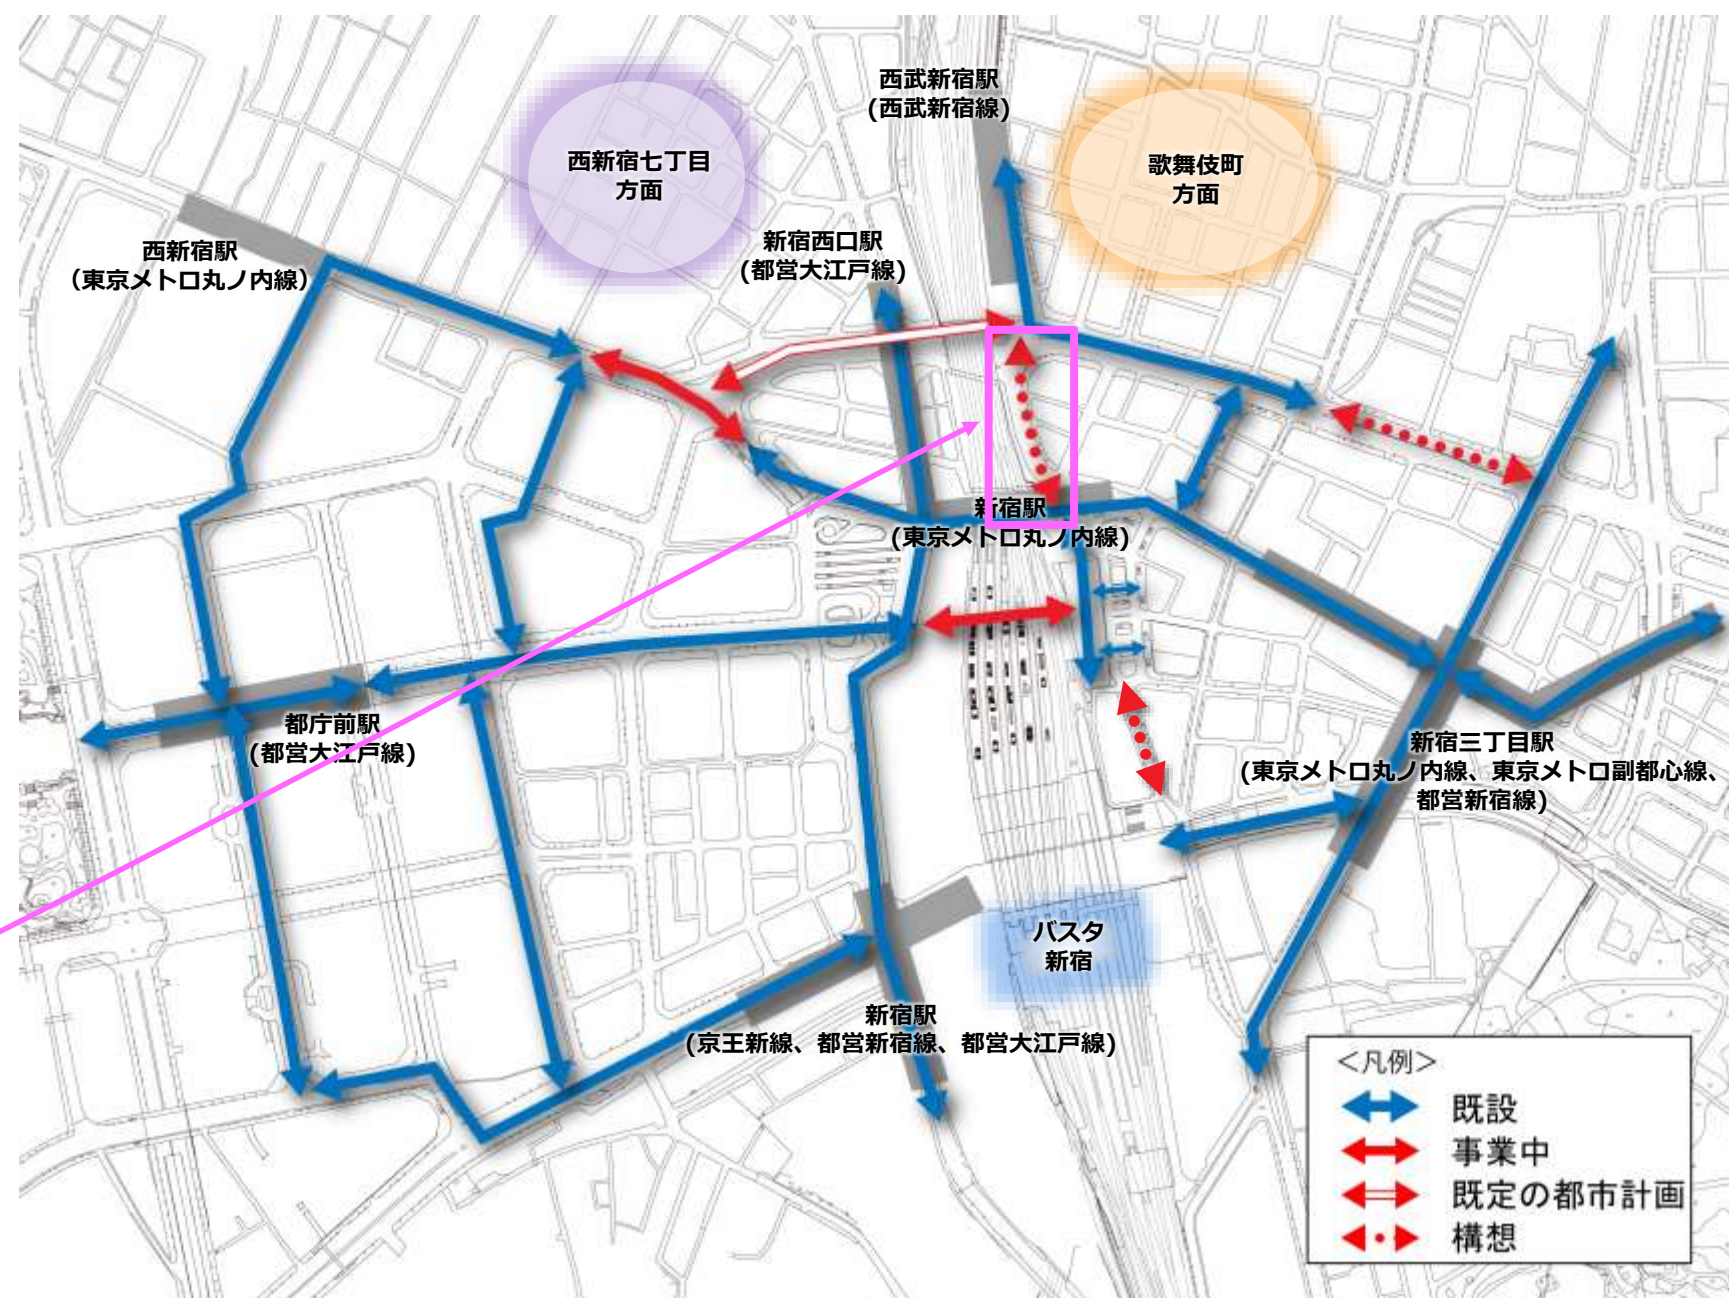 西武新宿駅
(西武新宿線)
西新宿七丁目
方面
歌舞伎町
方面
西新宿駅
（東京メトロ丸ノ内線）
新宿西口駅
(都営大江戸線)
新宿駅
(東京メトロ丸ノ内線)
都庁前駅
(都営大江戸線)
新宿三丁目駅
(東京メトロ丸ノ内線、東京メトロ副都心線、
都営新宿線)
バスタ
新宿
新宿駅
(京王新線、都営新宿線、都営大江戸線)
＜凡例＞
既設
事業中
既定の都市計画
構想